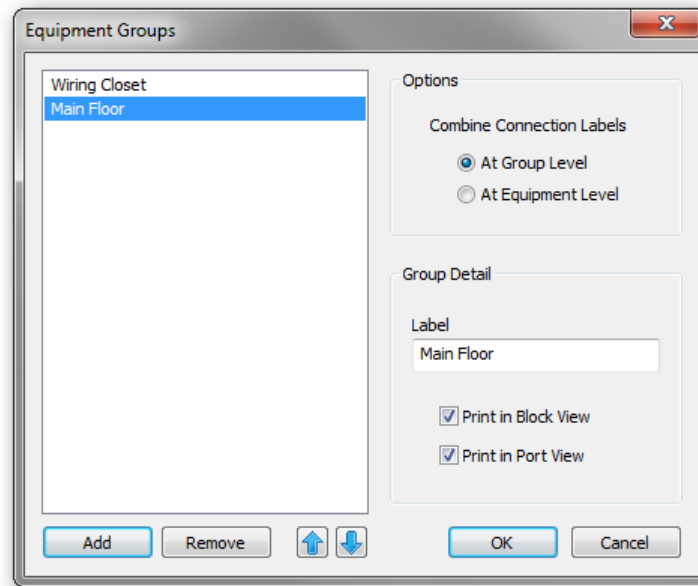 Equipment Groups
Wiring Closet
Main Floor
Options
Combine Connection Labels
At Group Level
At Equipment Level
Group Detail
Label
Main Floor
Print in Block View
Print in Port View
Add
Remove
OK
Cancel